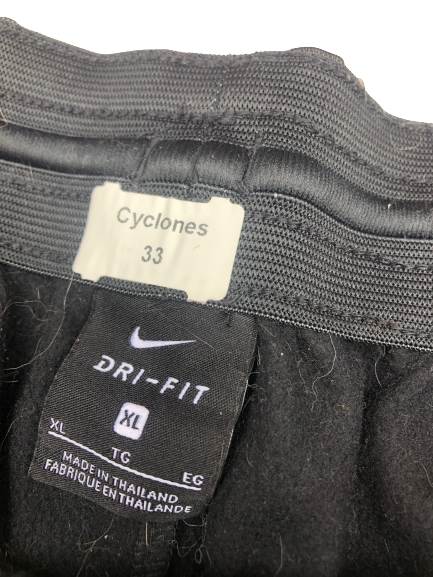 Cyclones
33
DRI-FIT
XL
XL TG EG
MADE IN THAILAND
FABRIQUE EN THAILANDE